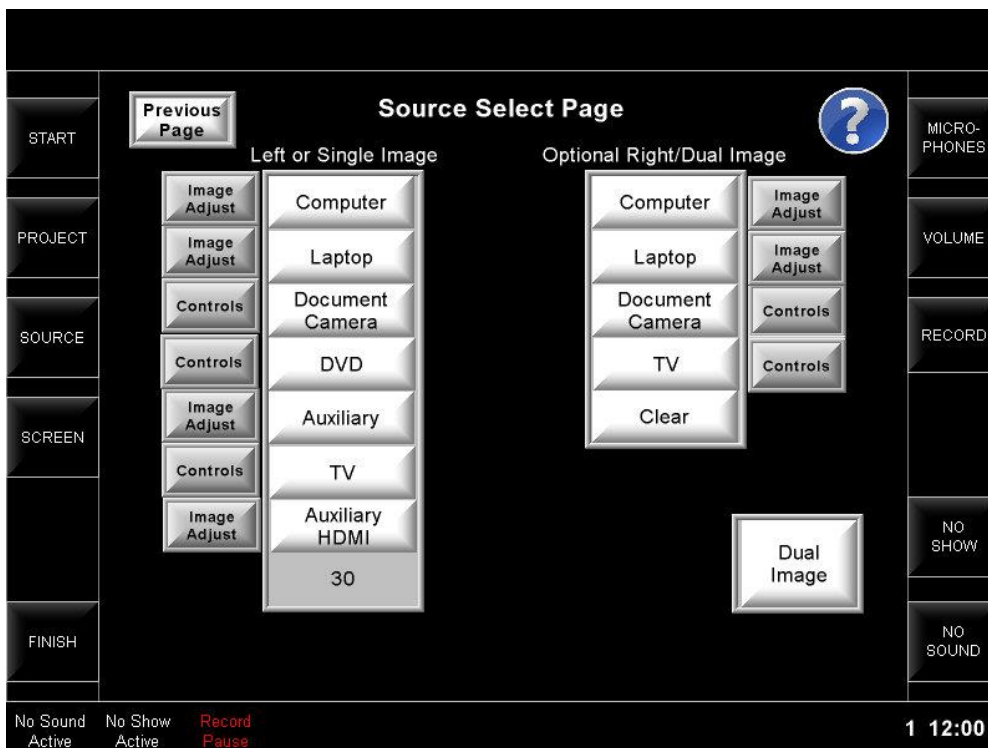 Previous
Page
Source Select Page
?
Left or Single Image
Optional Right/Dual Image
START
PROJECT
SOURCE
SCREEN
FINISH
Image
Adjust
Computer
Image
Adjust
Laptop
Controls
Document
Camera
Controls
DVD
Image
Adjust
Auxiliary
Controls
TV
Image
Adjust
Auxiliary
HDMI
30
Computer
Image
Adjust
Laptop
Image
Adjust
Document
Camera
Controls
TV
Controls
Clear
Dual
Image
MICRO-
PHONES
VOLUME
RECORD
NO
SHOW
NO
SOUND
No Sound
Active
No Show
Active
Record
Pause
1 12:00